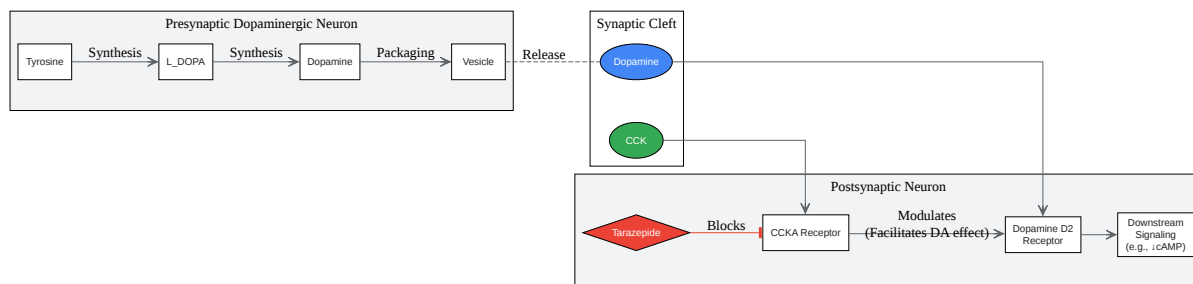 Presynaptic Dopaminergic Neuron
Tyrosine
Synthesis
L_DOPA
Synthesis
Dopamine
Packaging
Vesicle
Release
Synaptic Cleft
Dopamine
CCK
Postsynaptic Neuron
Tarazepide
Blocks
CCKA Receptor
Modulates
(Facilitates DA effect)
Dopamine D2
Receptor
Downstream
Signaling
(e.g., ↓cAMP)